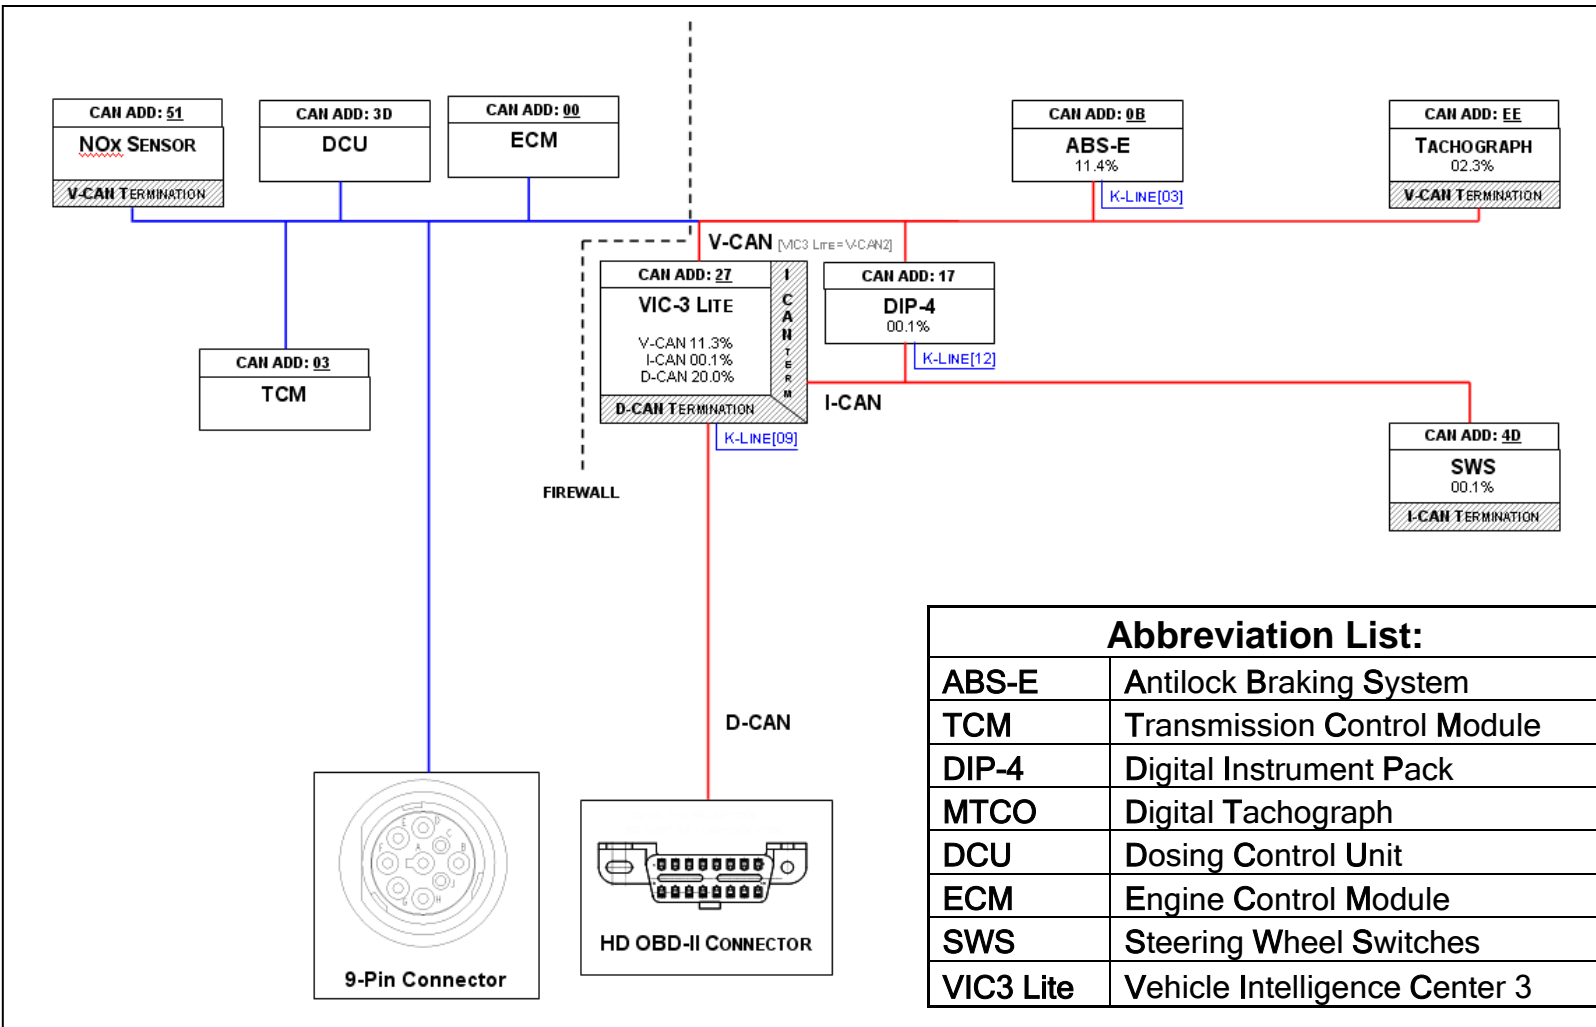 CAN ADD: 51
NOx SENSOR
V-CAN TERMINATION
CAN ADD: 3D
DCU
CAN ADD: 00
ECM
CAN ADD: 0B
ABS-E
11.4%
K-LINE[03]
CAN ADD: EE
TACHOGRAPH
02.3%
V-CAN TERMINATION
V-CAN [VIC3 LITE=V-CAN2]
CAN ADD: 27
VIC-3 LITE
V-CAN 11.3%
I-CAN 00.1%
D-CAN 20.0%
I CAN TERM
D-CAN TERMINATION
K-LINE[09]
CAN ADD: 17
DIP-4
00.1%
K-LINE[12]
I-CAN
CAN ADD: 03
TCM
CAN ADD: 4D
SWS
00.1%
I-CAN TERMINATION
FIREWALL
D-CAN
E D C
F A B
G H J
9-Pin Connector
HD OBD-II CONNECTOR
Abbreviation List:
ABS-E Antilock Braking System
TCM Transmission Control Module
DIP-4 Digital Instrument Pack
MTCO Digital Tachograph
DCU Dosing Control Unit
ECM Engine Control Module
SWS Steering Wheel Switches
VIC3 Lite Vehicle Intelligence Center 3